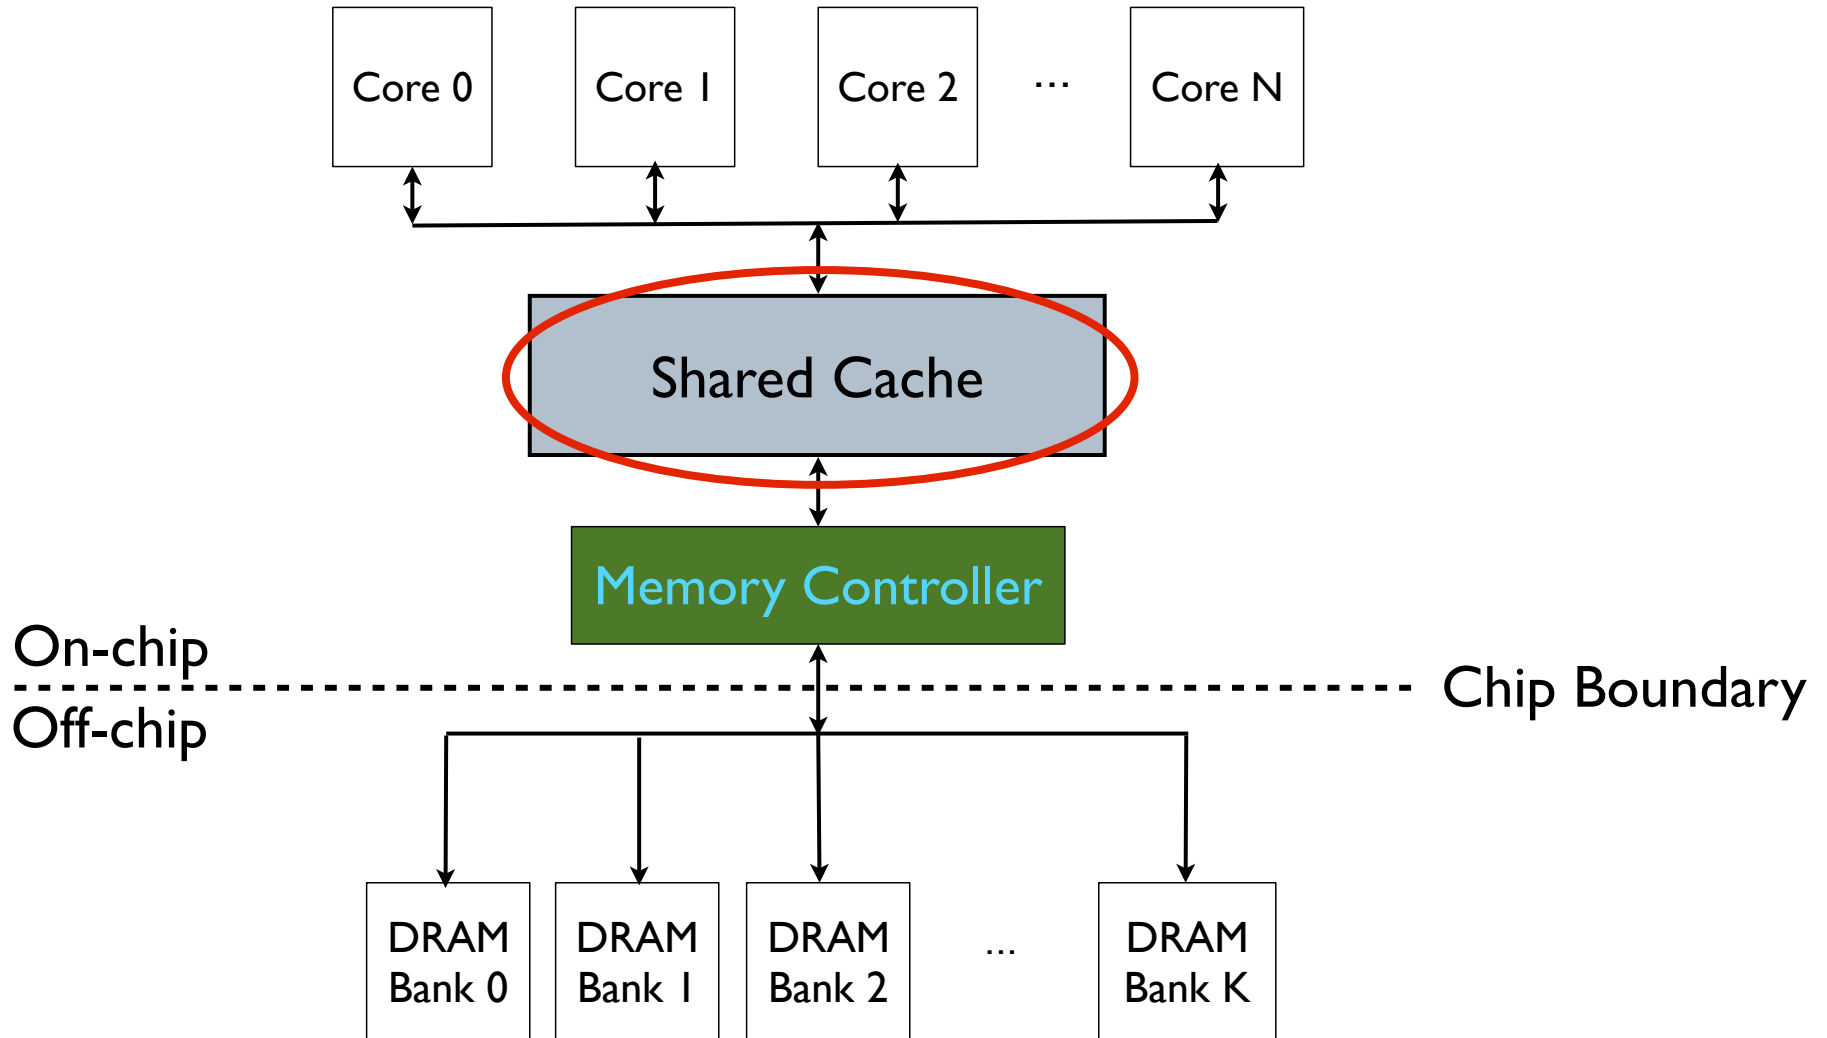 Core 0
Core 1
Core 2
...
Core N
Shared Cache
Memory Controller
On-chip
Chip Boundary
Off-chip
DRAM
Bank 0
DRAM
Bank 1
DRAM
Bank 2
...
DRAM
Bank K